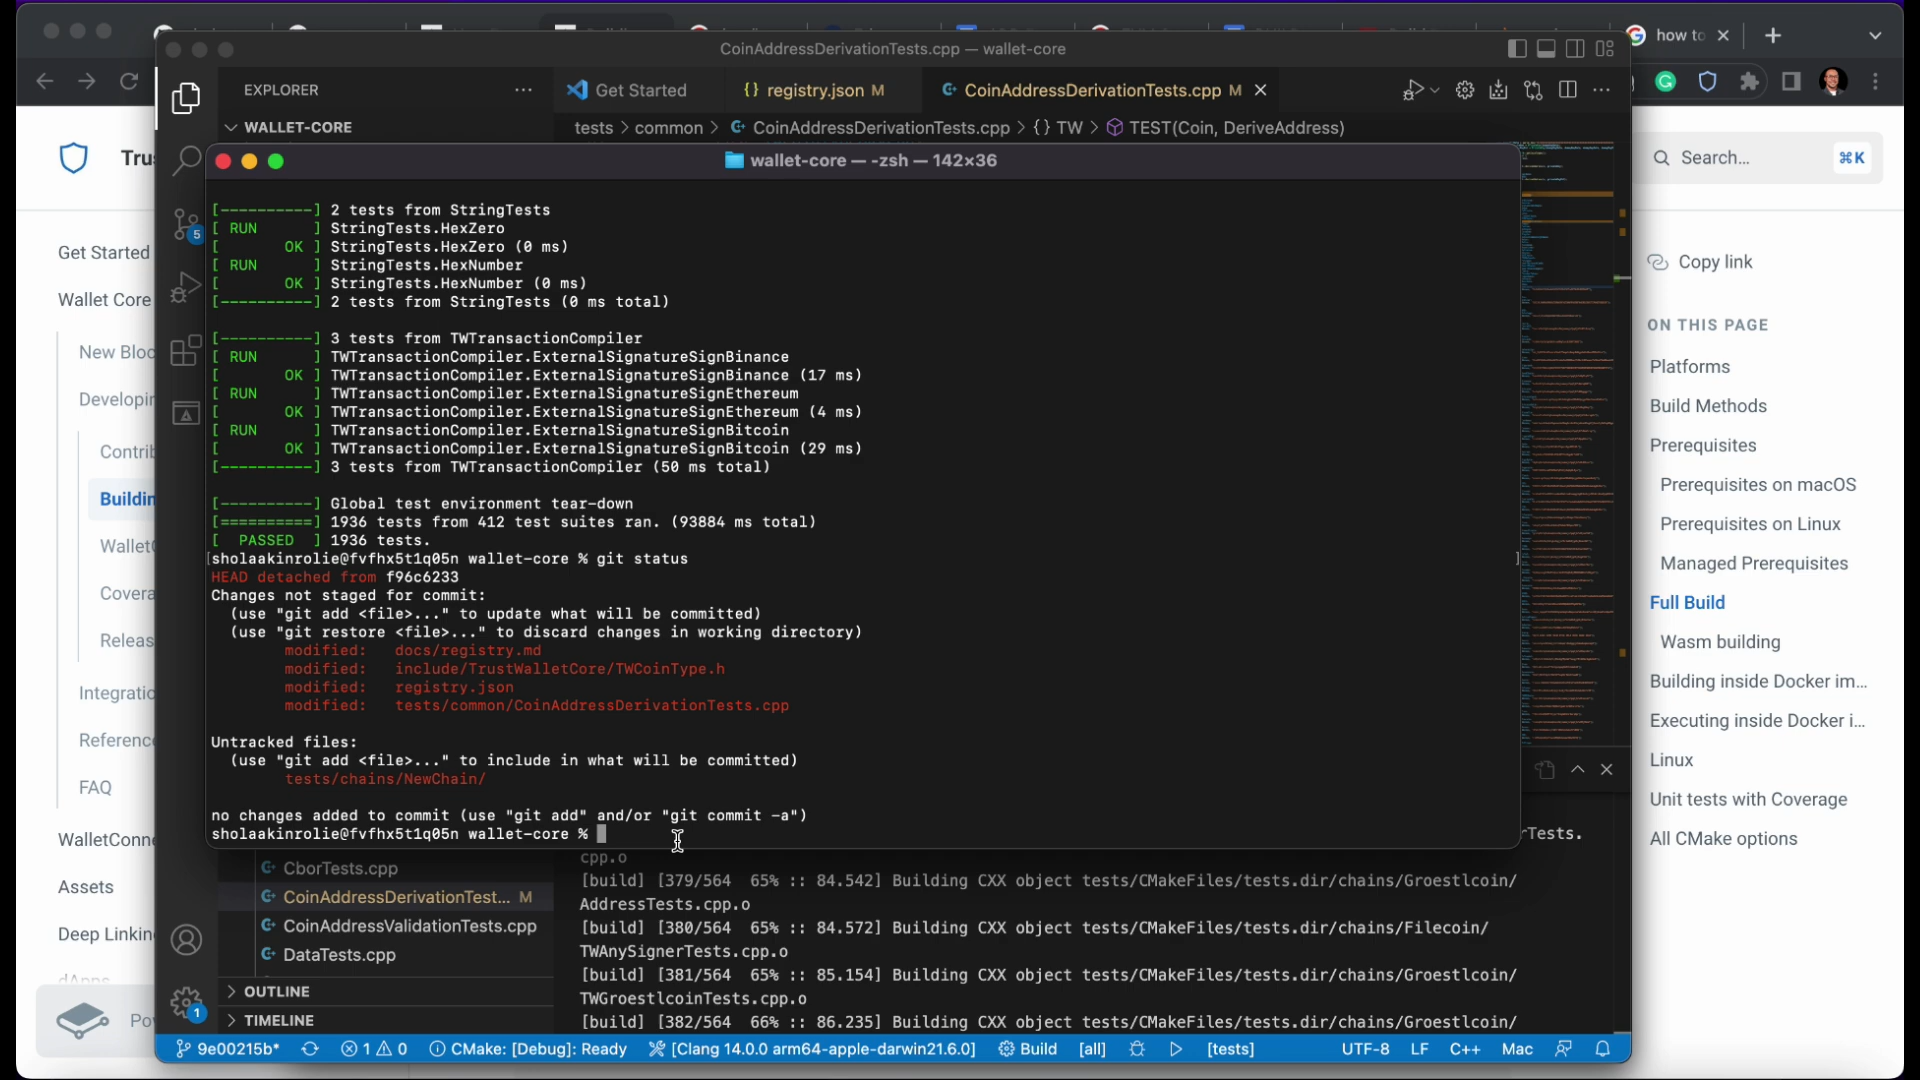 how to
CoinAddressDerivationTests.cpp — wallet-core
EXPLORER
Get Started
registry.json M
CoinAddressDerivationTests.cpp M
WALLET-CORE
tests > common > CoinAddressDerivationTests.cpp > {} TW > TEST(Coin, DeriveAddress)
wallet-core — -zsh — 142×36
[----------] 2 tests from StringTests
[ RUN      ] StringTests.HexZero
[       OK ] StringTests.HexZero (0 ms)
[ RUN      ] StringTests.HexNumber
[       OK ] StringTests.HexNumber (0 ms)
[----------] 2 tests from StringTests (0 ms total)
[----------] 3 tests from TWTransactionCompiler
[ RUN      ] TWTransactionCompiler.ExternalSignatureSignBinance
[       OK ] TWTransactionCompiler.ExternalSignatureSignBinance (17 ms)
[ RUN      ] TWTransactionCompiler.ExternalSignatureSignEthereum
[       OK ] TWTransactionCompiler.ExternalSignatureSignEthereum (4 ms)
[ RUN      ] TWTransactionCompiler.ExternalSignatureSignBitcoin
[       OK ] TWTransactionCompiler.ExternalSignatureSignBitcoin (29 ms)
[----------] 3 tests from TWTransactionCompiler (50 ms total)
[----------] Global test environment tear-down
[==========] 1936 tests from 412 test suites ran. (93884 ms total)
[  PASSED  ] 1936 tests.
[sholaakinrolie@fvfhx5t1q05n wallet-core % git status ]
HEAD detached from f96c6233
Changes not staged for commit:
(use "git add <file>..." to update what will be committed)
(use "git restore <file>..." to discard changes in working directory)
modified: docs/registry.md
modified: include/TrustWalletCore/TWCoinType.h
modified: registry.json
modified: tests/common/CoinAddressDerivationTests.cpp
Untracked files:
(use "git add <file>..." to include in what will be committed)
tests/chains/NewChain/
no changes added to commit (use "git add" and/or "git commit -a")
sholaakinrolie@fvfhx5t1q05n wallet-core %
CborTests.cpp
CoinAddressDerivationTest... M
CoinAddressValidationTests.cpp
DataTests.cpp
OUTLINE
TIMELINE
rTests.
cpp.o
[build] [379/564  65% :: 84.542] Building CXX object tests/CMakeFiles/tests.dir/chains/Groestlcoin/
AddressTests.cpp.o
[build] [380/564  65% :: 84.572] Building CXX object tests/CMakeFiles/tests.dir/chains/Filecoin/
TWAnySignerTests.cpp.o
[build] [381/564  65% :: 85.154] Building CXX object tests/CMakeFiles/tests.dir/chains/Groestlcoin/
TWGroestlcoinTests.cpp.o
[build] [382/564  66% :: 86.235] Building CXX object tests/CMakeFiles/tests.dir/chains/Groestlcoin/
5
1
9e00215b* 1 0 CMake: [Debug]: Ready [Clang 14.0.0 arm64-apple-darwin21.6.0] Build [all] [tests] UTF-8 LF C++ Mac
Tru
Get Started
Wallet Core
New Bloc
Developin
Contrib
Buildin
WalletC
Covera
Releas
Integratio
Reference
FAQ
WalletConne
Assets
Deep Linkin
dApps
Po
Search... ⌘K
Copy link
ON THIS PAGE
Platforms
Build Methods
Prerequisites
Prerequisites on macOS
Prerequisites on Linux
Managed Prerequisites
Full Build
Wasm building
Building inside Docker im...
Executing inside Docker i...
Linux
Unit tests with Coverage
All CMake options